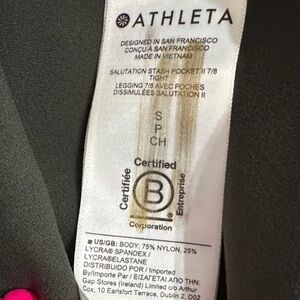 ATHLETA
DESIGNED IN SAN FRANCISCO
CONÇU À SAN FRANCISCO
MADE IN VIETNAM
SALUTATION STASH POCKET II 7/8
TIGHT
LEGGING 7/8 AVEC POCHES
DISSIMULÉES SALUTATION II
S
P
CH
Certified
Certifiée
B
Entreprise
Corporation
US/GB: BODY: 75% NYLON, 25%
LYCRA® SPANDEX /
LYCRA®ELASTANE
DISTRIBUIDO POR / Imported
By/Importé Par / ΕΙΣΑΓΕΤΑΙ ΑΠΟ ΤΗΝ:
Gap Stores (Ireland) Limited c/o Arthur
Cox, 10 Earlsfort Terrace, Dublin 2, D02